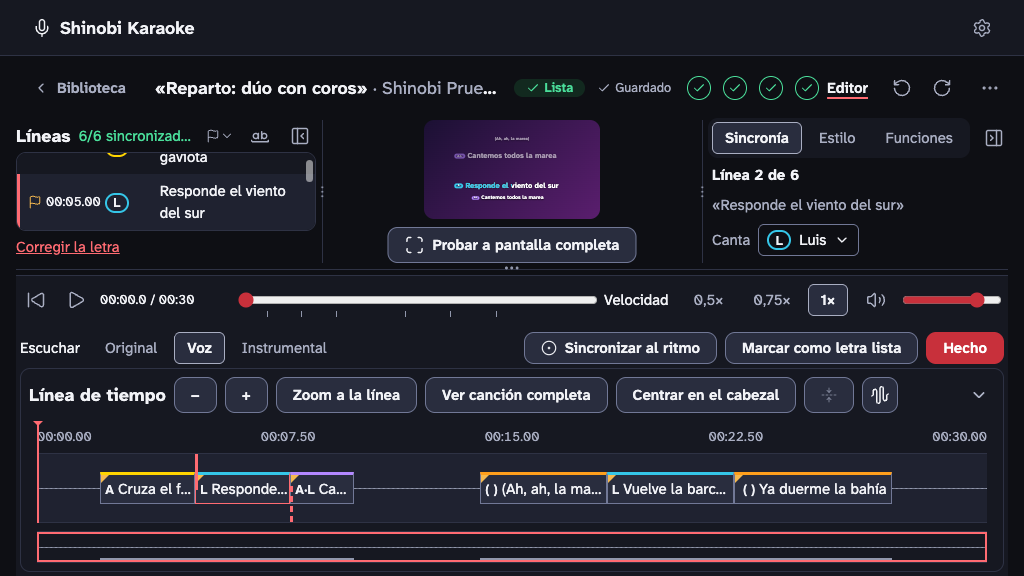 Shinobi Karaoke
Biblioteca
«Reparto: dúo con coros» · Shinobi Prue...
Lista
Guardado
Editor
Líneas 6/6 sincronizad...
ab
gaviota
00:05.00 L Responde el viento
del sur
Corregir la letra
(Ah, ah, la marea)
Cantemos todos la marea
Responde el viento del sur
Cantemos todos la marea
Probar a pantalla completa
Sincronía Estilo Funciones
Línea 2 de 6
«Responde el viento del sur»
Canta L Luis
00:00.0 / 00:30
Velocidad 0,5× 0,75× 1×
Escuchar Original Voz Instrumental
Sincronizar al ritmo
Marcar como letra lista
Hecho
Línea de tiempo
−
+
Zoom a la línea
Ver canción completa
Centrar en el cabezal
00:00.00 00:07.50 00:15.00 00:22.50 00:30.00
A Cruza el f...
L Responde...
A·L Ca...
( ) (Ah, ah, la ma...
L Vuelve la barc...
( ) Ya duerme la bahía